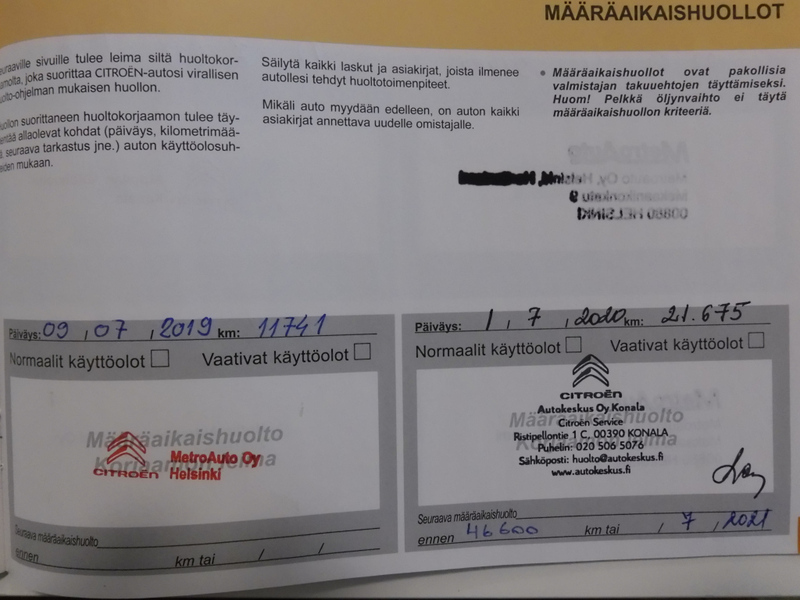 MÄÄRÄAIKAISHUOLLOT
sivuille tulee leima siltä huoltokor-
joka suorittaa CITROËN-autosi virallisen
mukaisen huollon.
suorittaneen huoltokorjaamon tulee täy-
allaolevat kohdat (päiväys, kilometrimää-
seuraava tarkastus jne.) auton käyttöolosuh-
mukaan.
Säilytä kaikki laskut ja asiakirjat, joista ilmenee
autollesi tehdyt huoltotoimenpiteet.
Mikäli auto myydään edelleen, on auton kaikki
asiakirjat annettava uudelle omistajalle.
• Määräaikaishuollot ovat pakollisia
valmistajan takuuehtojen täyttämiseksi.
Huom! Pelkkä öljynvaihto ei täytä
määräaikaishuollon kriteeriä.
Päiväys: 09 , 07 , 2019 km: 11741
Normaalit käyttöolot Vaativat käyttöolot
Määräaikaishuolto
Korjaamon leima
CITROËN
MetroAuto Oy
Helsinki
Seuraava määräaikaishuolto
ennen km tai / /
Päiväys: 1 , 7 , 2020 km: 21.675
Normaalit käyttöolot Vaativat käyttöolot
Määräaikaishuolto
CITROËN
Autokeskus Oy Konala
Citroën Service
Ristipellontie 1 C, 00390 KONALA
Puhelin: 020 506 5076
Sähköposti: huolto@autokeskus.fi
www.autokeskus.fi
Seuraava määräaikaishuolto
ennen 46600 km tai / 7 , 2021